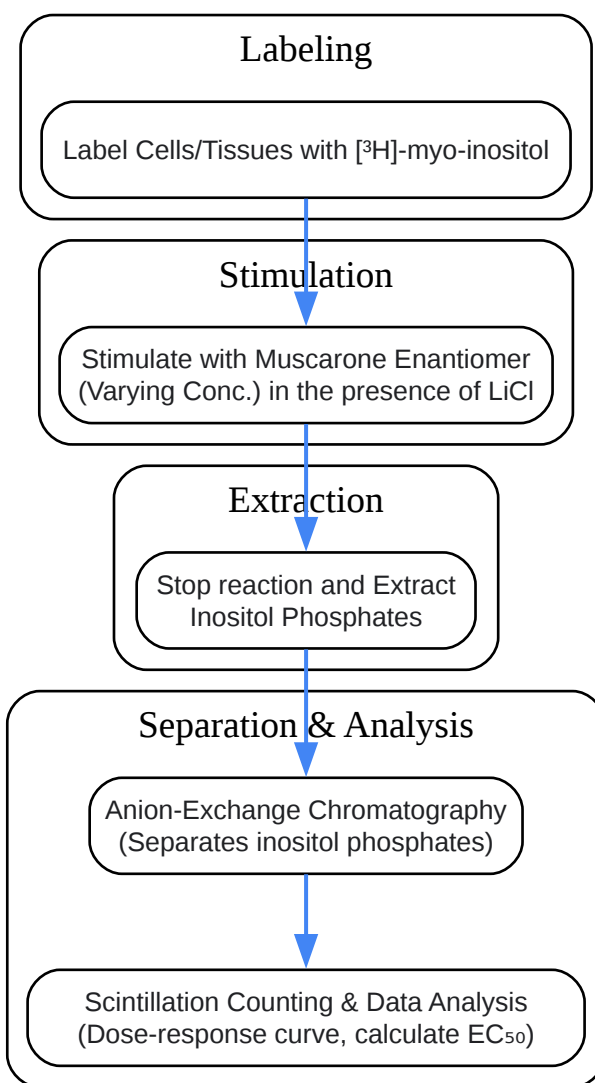 Labeling
Label Cells/Tissues with [³H]-myo-inositol
Stimulation
Stimulate with Muscarone Enantiomer
(Varying Conc.) in the presence of LiCl
Extraction
Stop reaction and Extract
Inositol Phosphates
Separation & Analysis
Anion-Exchange Chromatography
(Separates inositol phosphates)
Scintillation Counting & Data Analysis
(Dose-response curve, calculate EC₅₀)